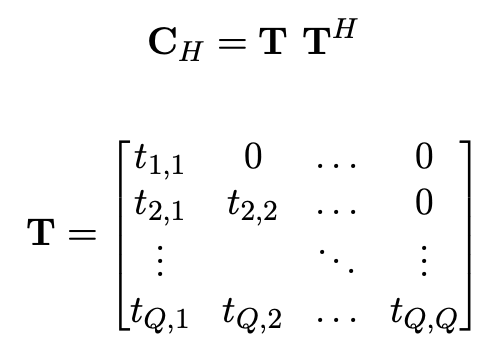 C_H = T T^H
T = [ t_{1,1} 0 … 0
t_{2,1} t_{2,2} … 0
⋮ ⋱ ⋮
t_{Q,1} t_{Q,2} … t_{Q,Q} ]